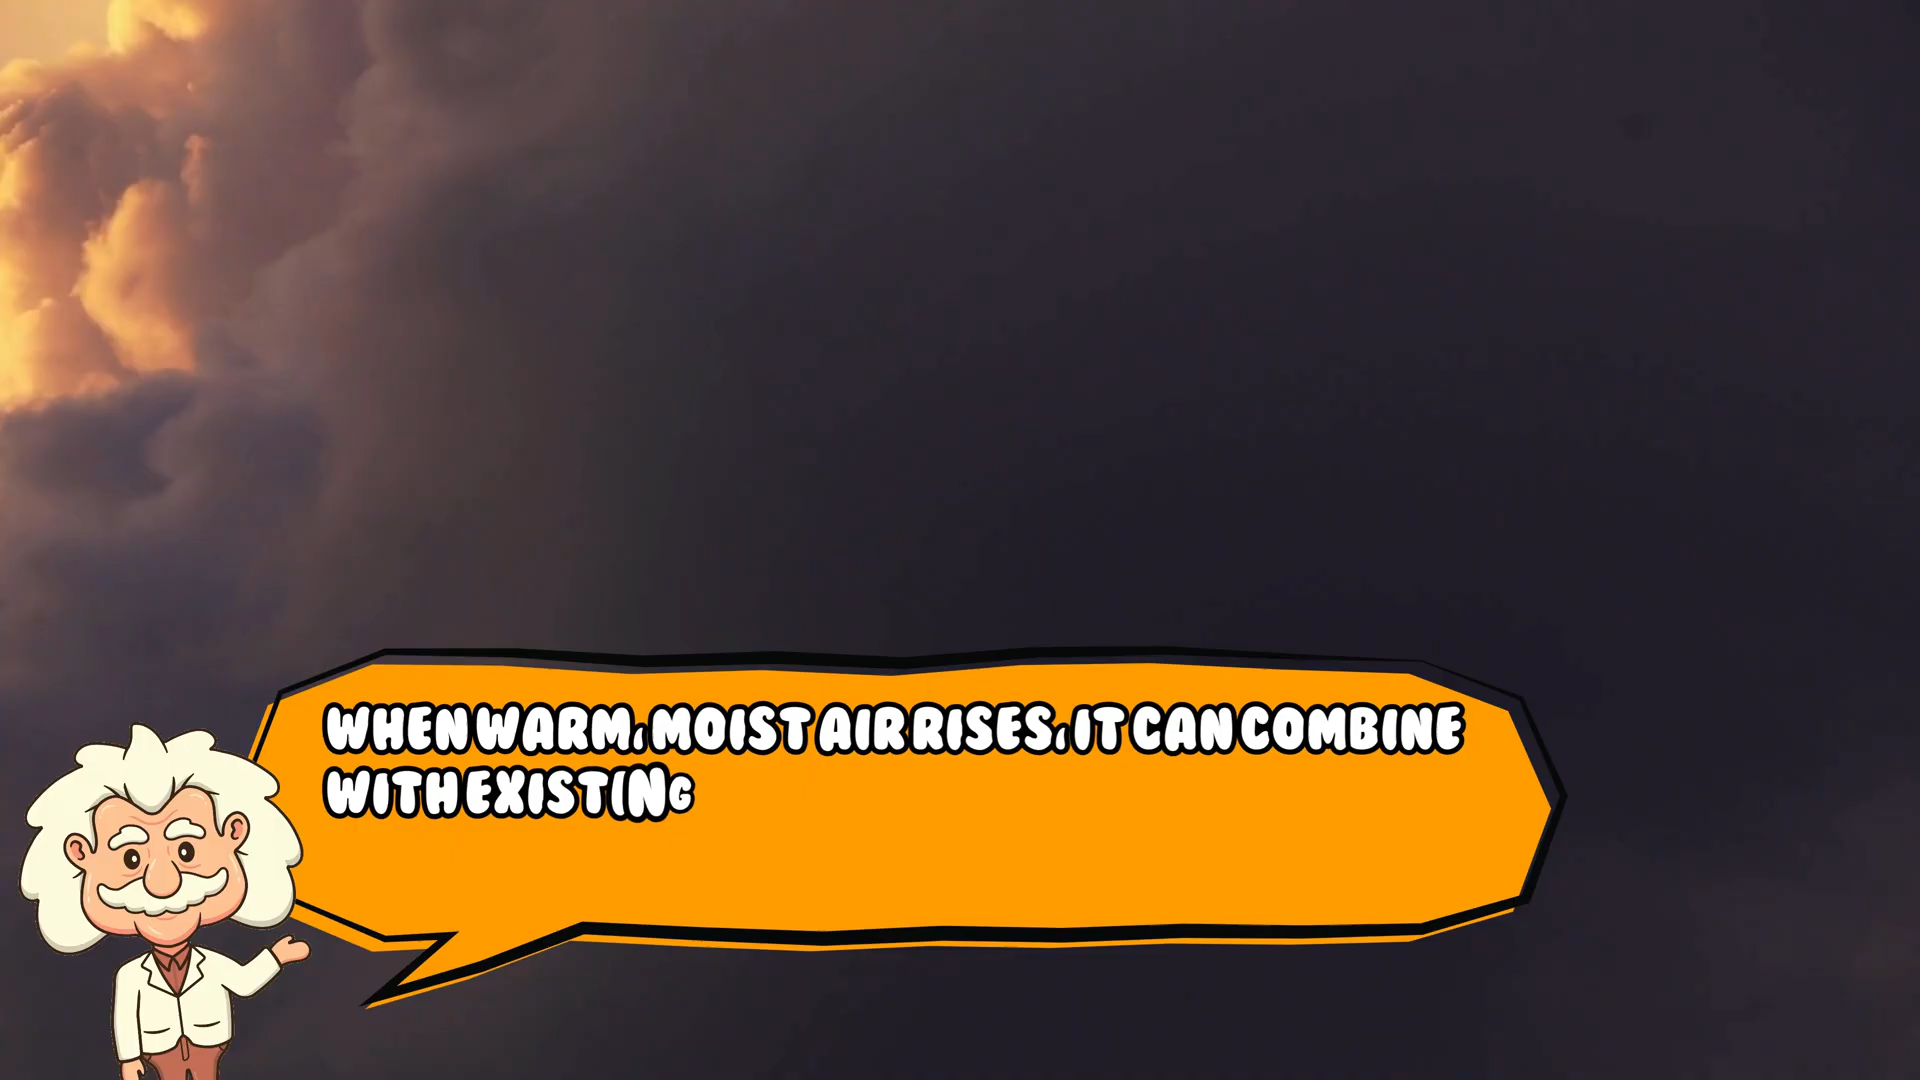 WHEN WARM, MOIST AIR RISES, IT CAN COMBINE
WITH EXISTING